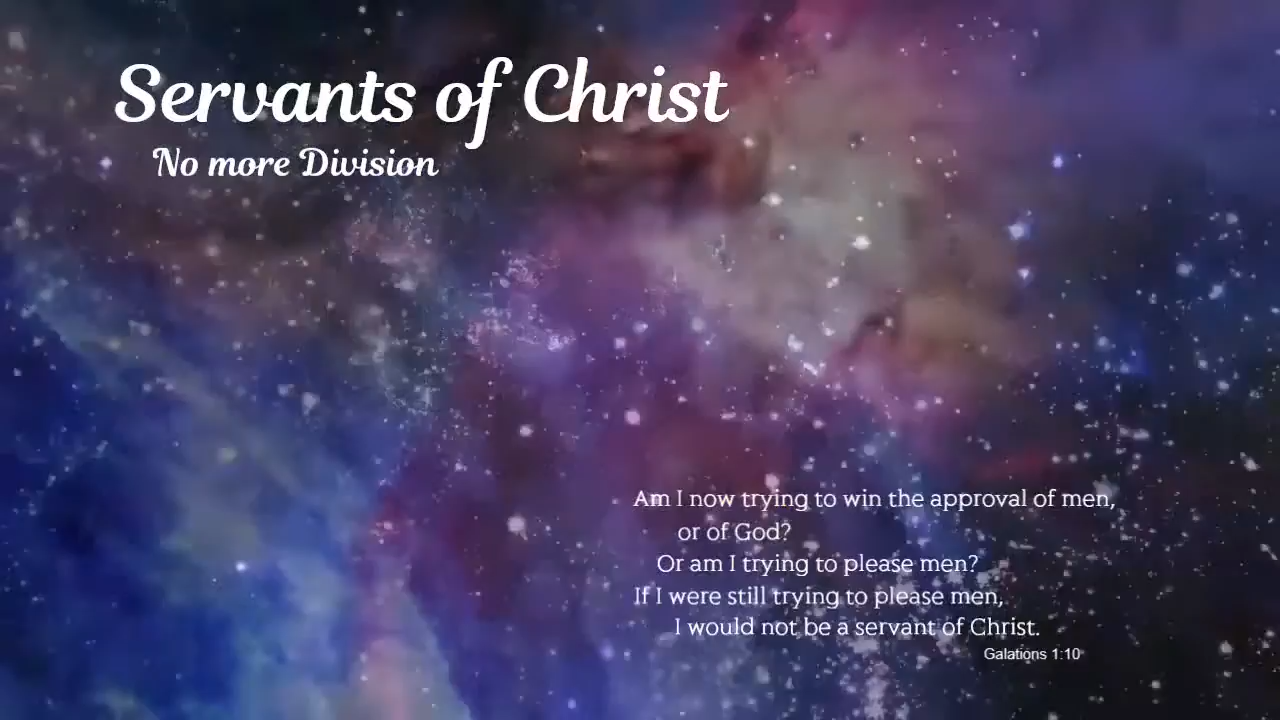 Servants of Christ
No more Division
Am I now trying to win the approval of men,
or of God?
Or am I trying to please men?
If I were still trying to please men,
I would not be a servant of Christ.
Galations 1:10